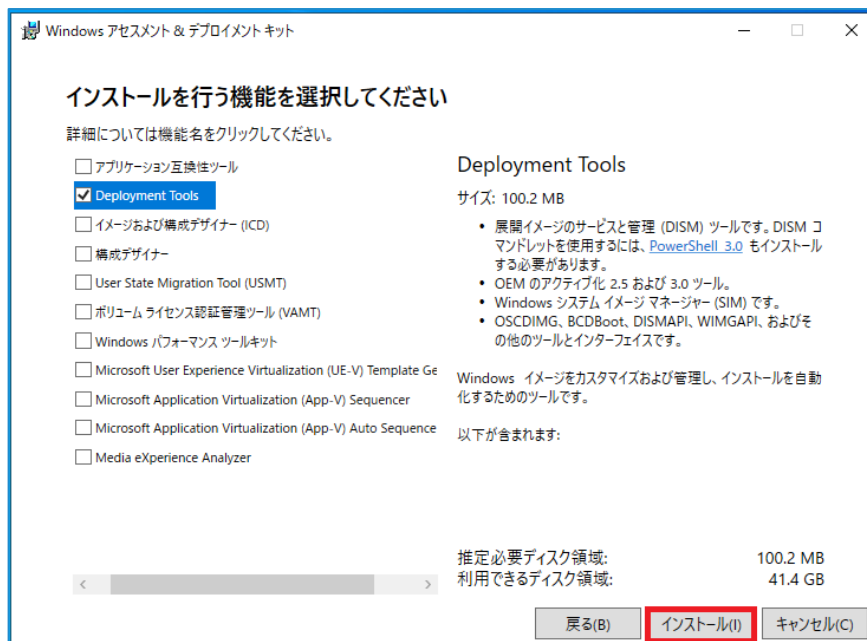 Windows アセスメント & デプロイメント キット
インストールを行う機能を選択してください
詳細については機能名をクリックしてください。
アプリケーション互換性ツール
Deployment Tools
イメージおよび構成デザイナー (ICD)
構成デザイナー
User State Migration Tool (USMT)
ボリューム ライセンス認証管理ツール (VAMT)
Windows パフォーマンス ツールキット
Microsoft User Experience Virtualization (UE-V) Template Ge
Microsoft Application Virtualization (App-V) Sequencer
Microsoft Application Virtualization (App-V) Auto Sequence
Media eXperience Analyzer
Deployment Tools
サイズ: 100.2 MB
• 展開イメージのサービスと管理 (DISM) ツールです。DISM コ
マンドレットを使用するには、PowerShell 3.0 もインストール
する必要があります。
• OEM のアクティブ化 2.5 および 3.0 ツール。
• Windows システム イメージ マネージャー (SIM) です。
• OSCDIMG、BCDBoot、DISMAPI、WIMGAPI、およびそ
の他のツールとインターフェイスです。
Windows イメージをカスタマイズおよび管理し、インストールを自動
化するためのツールです。
以下が含まれます:
推定必要ディスク領域: 100.2 MB
利用できるディスク領域: 41.4 GB
戻る(B) インストール(I) キャンセル(C)